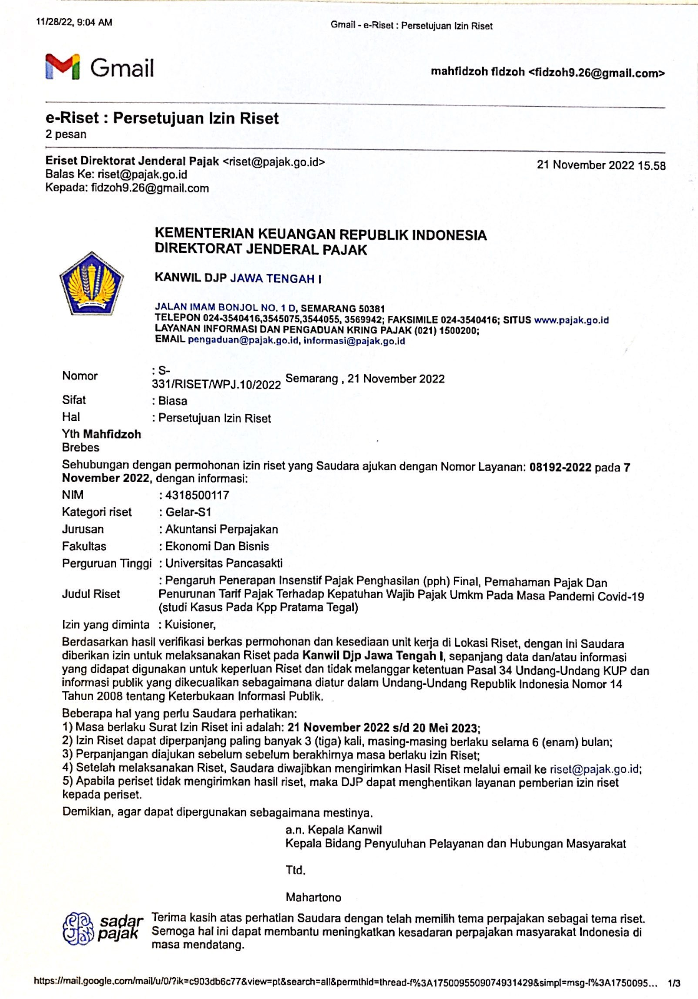 11/28/22, 9:04 AM
Gmail - e-Riset : Persetujuan Izin Riset
Gmail
mahfidzoh fidzoh <fidzoh9.26@gmail.com>
e-Riset : Persetujuan Izin Riset
2 pesan
Eriset Direktorat Jenderal Pajak <riset@pajak.go.id>
21 November 2022 15.58
Balas Ke: riset@pajak.go.id
Kepada: fidzoh9.26@gmail.com
KEMENTERIAN KEUANGAN REPUBLIK INDONESIA
DIREKTORAT JENDERAL PAJAK
KANWIL DJP JAWA TENGAH I
JALAN IMAM BONJOL NO. 1 D, SEMARANG 50381
TELEPON 024-3540416,3545075,3544055, 3569942; FAKSIMILE 024-3540416; SITUS www.pajak.go.id
LAYANAN INFORMASI DAN PENGADUAN KRING PAJAK (021) 1500200;
EMAIL pengaduan@pajak.go.id, informasi@pajak.go.id
Nomor : S-
331/RISET/WPJ.10/2022 Semarang , 21 November 2022
Sifat : Biasa
Hal : Persetujuan Izin Riset
Yth Mahfidzoh
Brebes
Sehubungan dengan permohonan izin riset yang Saudara ajukan dengan Nomor Layanan: 08192-2022 pada 7
November 2022, dengan informasi:
NIM : 4318500117
Kategori riset : Gelar-S1
Jurusan : Akuntansi Perpajakan
Fakultas : Ekonomi Dan Bisnis
Perguruan Tinggi : Universitas Pancasakti
: Pengaruh Penerapan Insenstif Pajak Penghasilan (pph) Final, Pemahaman Pajak Dan
Judul Riset Penurunan Tarif Pajak Terhadap Kepatuhan Wajib Pajak Umkm Pada Masa Pandemi Covid-19
(studi Kasus Pada Kpp Pratama Tegal)
Izin yang diminta : Kuisioner,
Berdasarkan hasil verifikasi berkas permohonan dan kesediaan unit kerja di Lokasi Riset, dengan ini Saudara
diberikan izin untuk melaksanakan Riset pada Kanwil Djp Jawa Tengah I, sepanjang data dan/atau informasi
yang didapat digunakan untuk keperluan Riset dan tidak melanggar ketentuan Pasal 34 Undang-Undang KUP dan
informasi publik yang dikecualikan sebagaimana diatur dalam Undang-Undang Republik Indonesia Nomor 14
Tahun 2008 tentang Keterbukaan Informasi Publik.
Beberapa hal yang perlu Saudara perhatikan:
1) Masa berlaku Surat Izin Riset ini adalah: 21 November 2022 s/d 20 Mei 2023;
2) Izin Riset dapat diperpanjang paling banyak 3 (tiga) kali, masing-masing berlaku selama 6 (enam) bulan;
3) Perpanjangan diajukan sebelum sebelum berakhirnya masa berlaku izin Riset;
4) Setelah melaksanakan Riset, Saudara diwajibkan mengirimkan Hasil Riset melalui email ke riset@pajak.go.id;
5) Apabila periset tidak mengirimkan hasil riset, maka DJP dapat menghentikan layanan pemberian izin riset
kepada periset.
Demikian, agar dapat dipergunakan sebagaimana mestinya.
a.n. Kepala Kanwil
Kepala Bidang Penyuluhan Pelayanan dan Hubungan Masyarakat
Ttd.
Mahartono
sadar
pajak
Terima kasih atas perhatian Saudara dengan telah memilih tema perpajakan sebagai tema riset.
Semoga hal ini dapat membantu meningkatkan kesadaran perpajakan masyarakat Indonesia di
masa mendatang.
https://mail.google.com/mail/u/0/?ik=c903db6c77&view=pt&search=all&permthid=thread-f%3A1750095509074931429&simpl=msg-f%3A1750095... 1/3